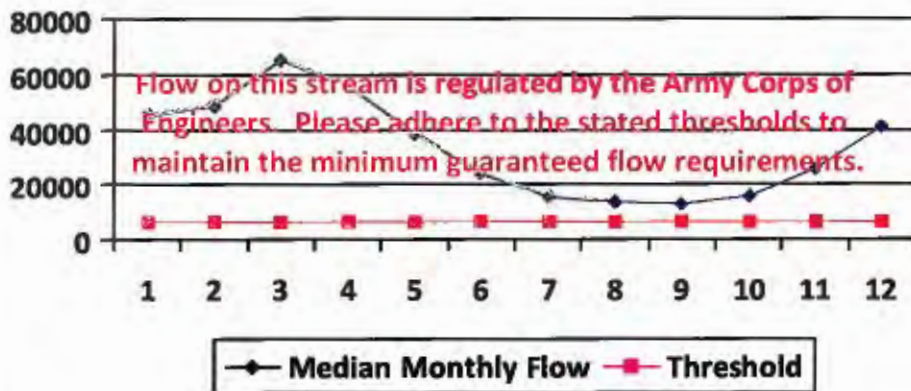 80000
60000
40000
20000
0
Flow on this stream is regulated by the Army Corps of
Engineers. Please adhere to the stated thresholds to
maintain the minimum guaranteed flow requirements.
1 2 3 4 5 6 7 8 9 10 11 12
Median Monthly Flow Threshold